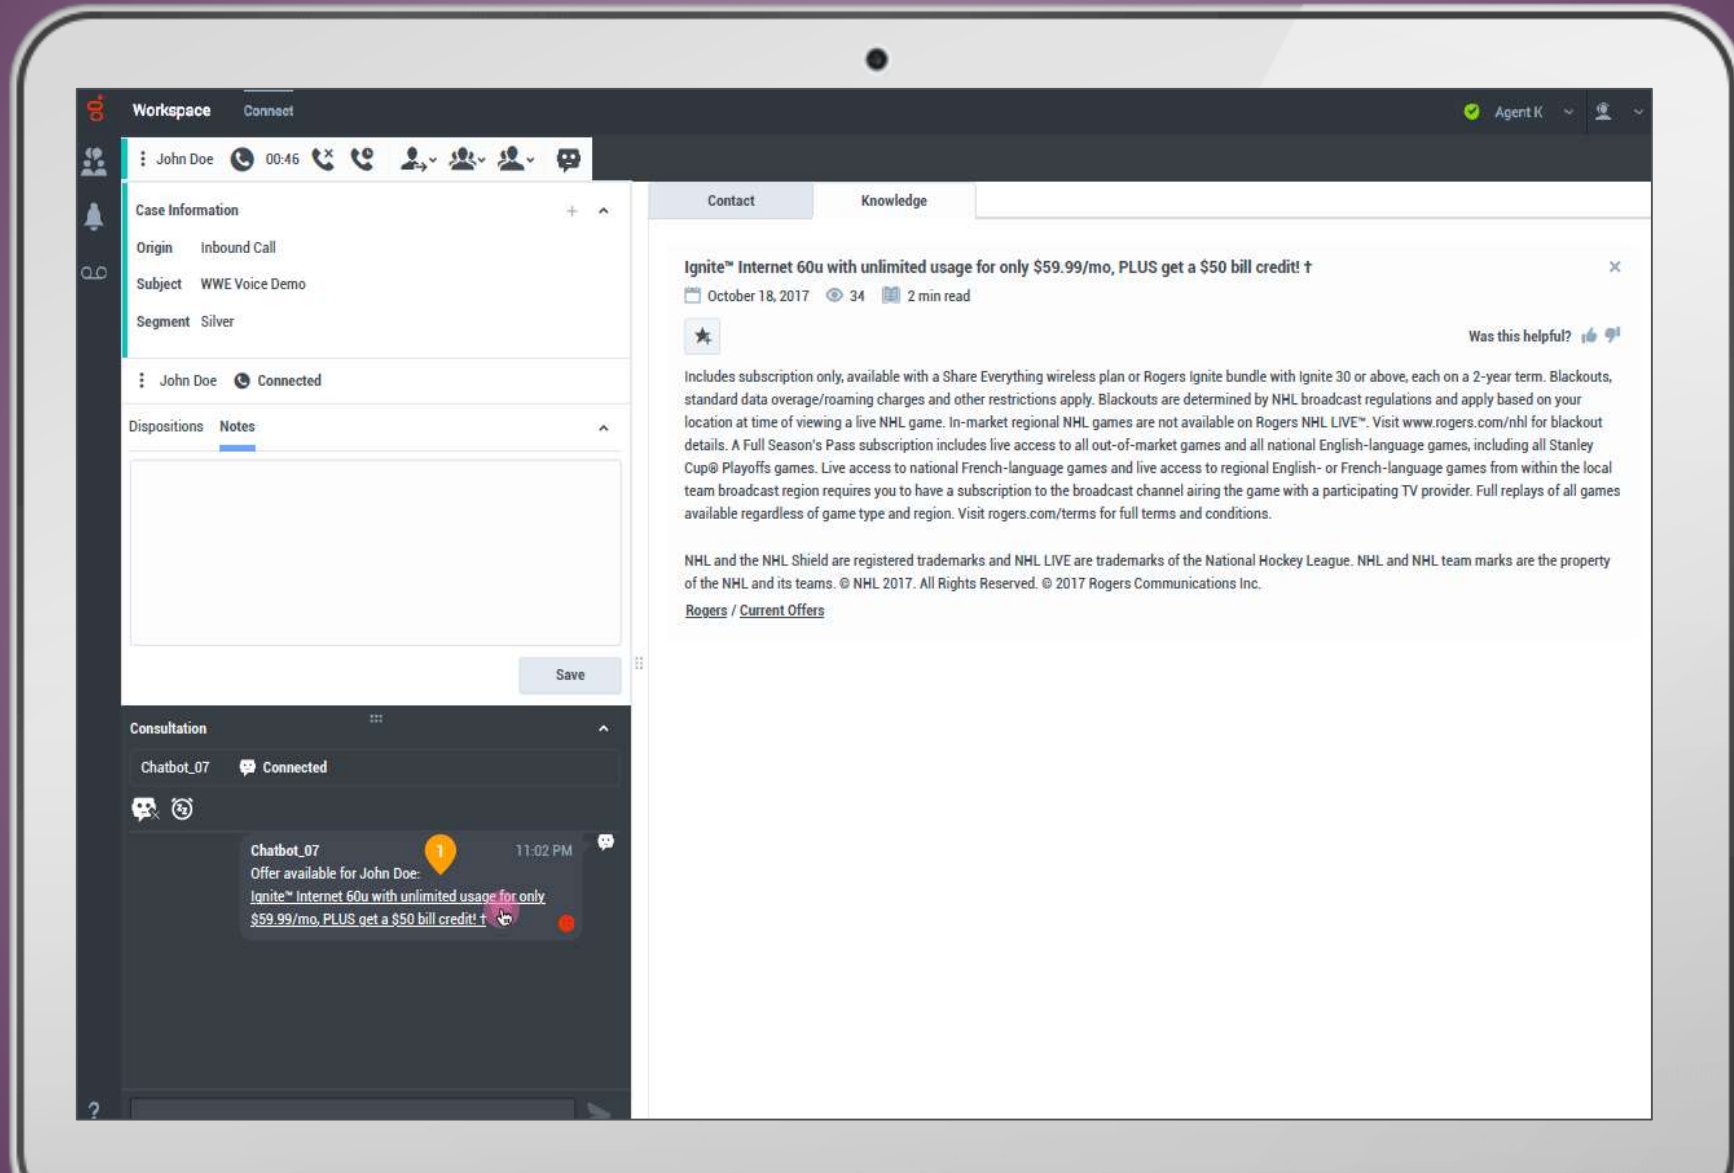 Workspace Connect
Agent K
John Doe 00:46
Case Information
Origin Inbound Call
Subject WWE Voice Demo
Segment Silver
John Doe Connected
Dispositions Notes
Save
Consultation
Chatbot_07 Connected
Chatbot_07 1 11:02 PM
Offer available for John Doe:
Ignite™ Internet 60u with unlimited usage for only
$59.99/mo, PLUS get a $50 bill credit! †
?
Contact Knowledge
Ignite™ Internet 60u with unlimited usage for only $59.99/mo, PLUS get a $50 bill credit! †
October 18, 2017 34 2 min read
Was this helpful?
Includes subscription only, available with a Share Everything wireless plan or Rogers Ignite bundle with Ignite 30 or above, each on a 2-year term. Blackouts,
standard data overage/roaming charges and other restrictions apply. Blackouts are determined by NHL broadcast regulations and apply based on your
location at time of viewing a live NHL game. In-market regional NHL games are not available on Rogers NHL LIVE™. Visit www.rogers.com/nhl for blackout
details. A Full Season's Pass subscription includes live access to all out-of-market games and all national English-language games, including all Stanley
Cup® Playoffs games. Live access to national French-language games and live access to regional English- or French-language games from within the local
team broadcast region requires you to have a subscription to the broadcast channel airing the game with a participating TV provider. Full replays of all games
available regardless of game type and region. Visit rogers.com/terms for full terms and conditions.
NHL and the NHL Shield are registered trademarks and NHL LIVE are trademarks of the National Hockey League. NHL and NHL team marks are the property
of the NHL and its teams. © NHL 2017. All Rights Reserved. © 2017 Rogers Communications Inc.
Rogers / Current Offers